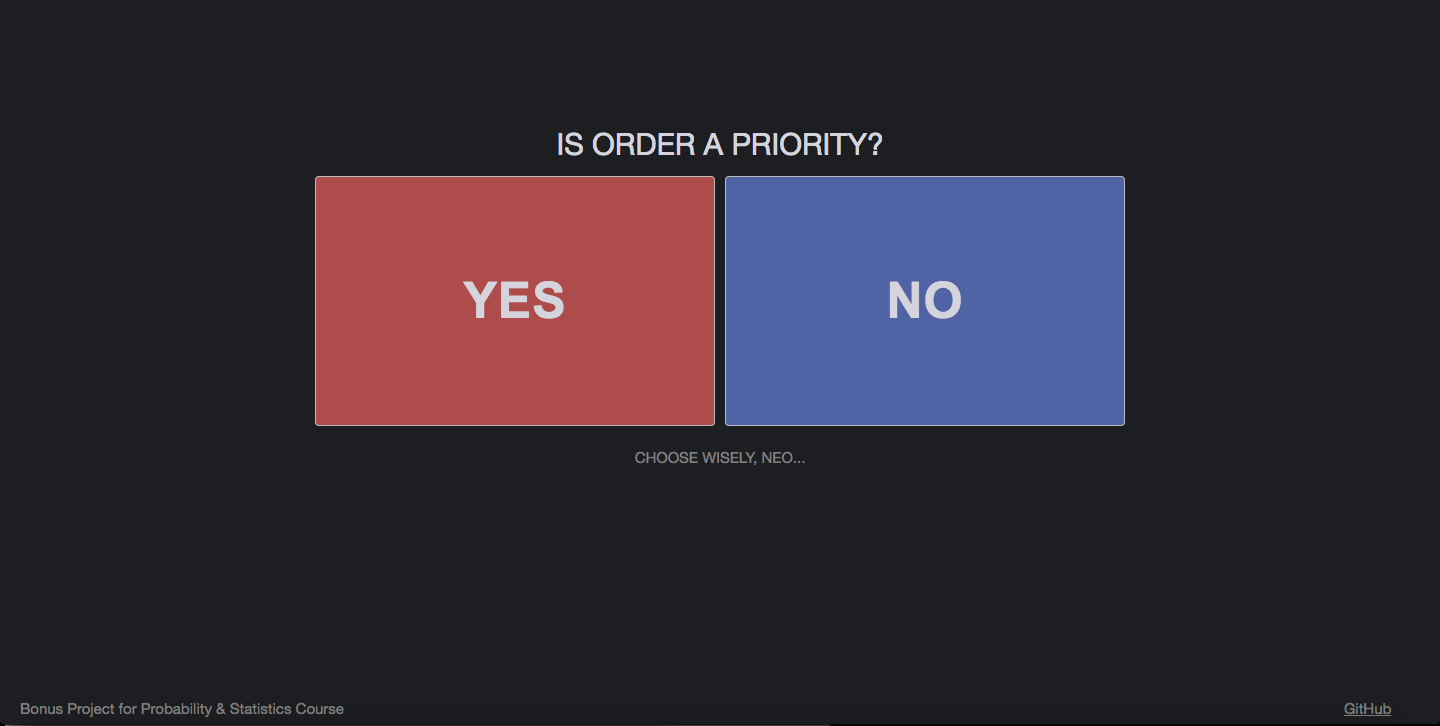 IS ORDER A PRIORITY?
YES
NO
CHOOSE WISELY, NEO...
Bonus Project for Probability & Statistics Course
GitHub